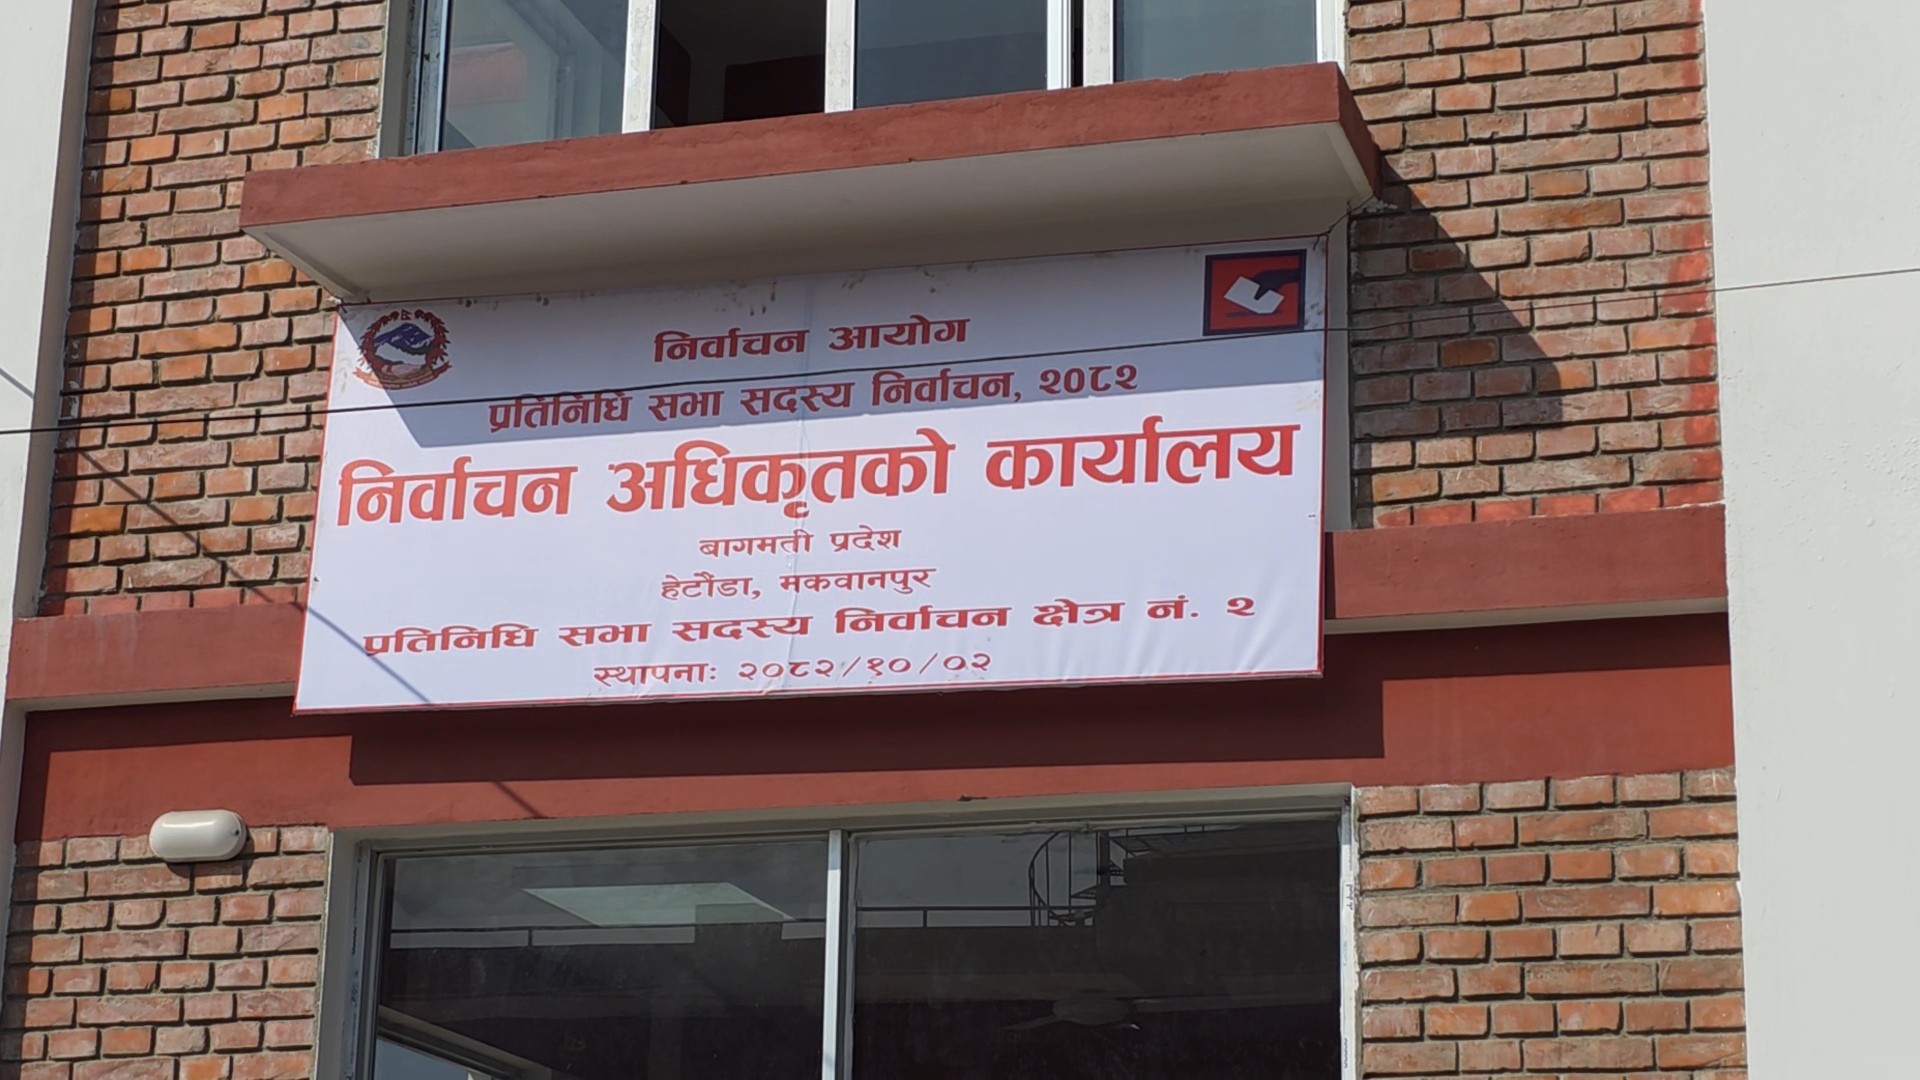 निर्वाचन आयोग
प्रतिनिधि सभा सदस्य निर्वाचन, २०८२
निर्वाचन अधिकृतको कार्यालय
बागमती प्रदेश
हेटौंडा, मकवानपुर
प्रतिनिधि सभा सदस्य निर्वाचन क्षेत्र नं. २
स्थापनाः २०८२/१०/०२